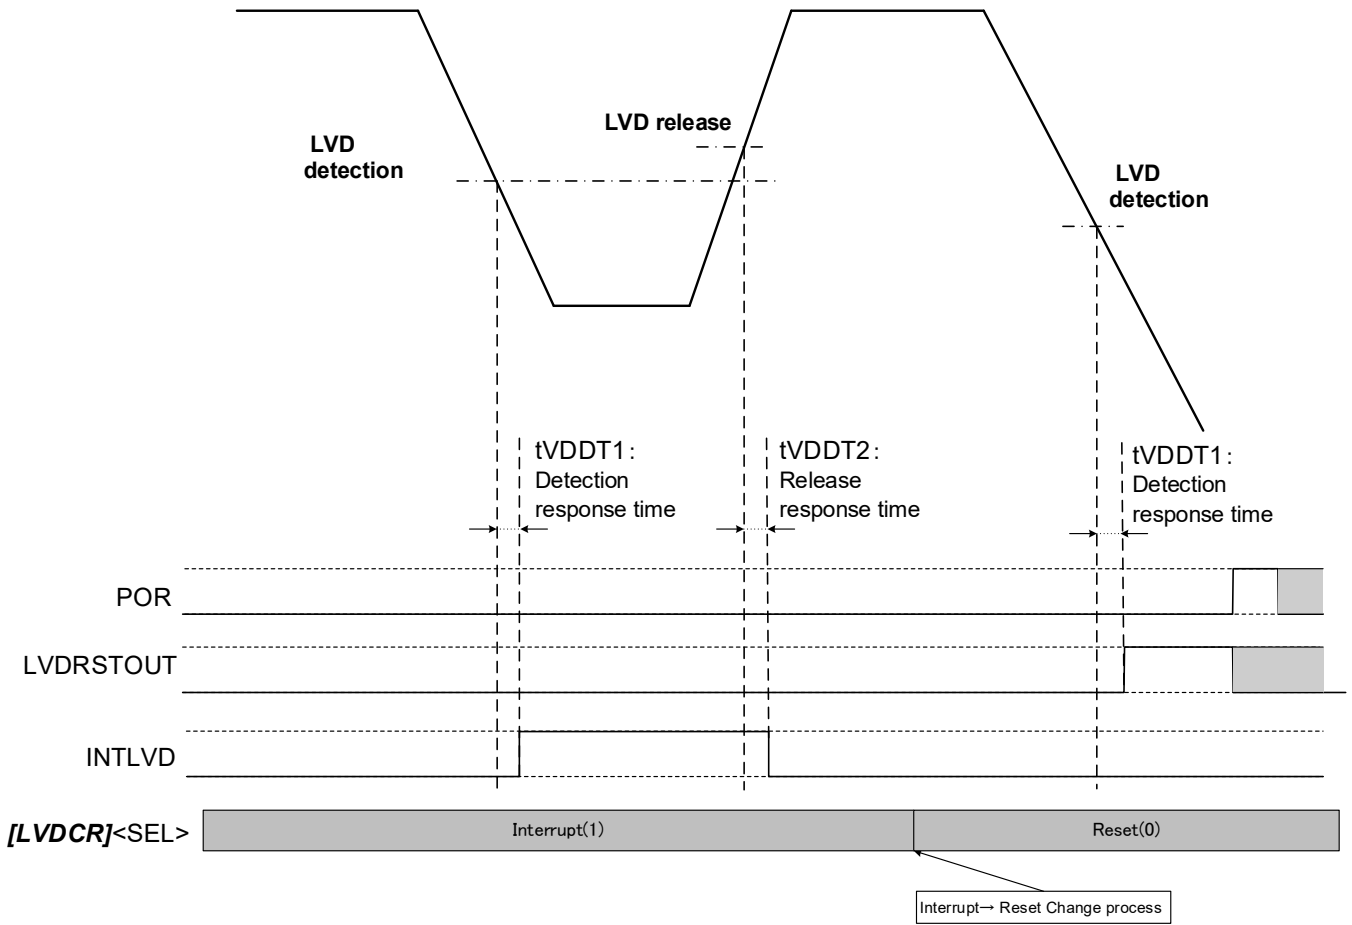 LVD release
LVD
detection
LVD
detection
tVDDT1:
Detection
response time
tVDDT2:
Release
response time
tVDDT1:
Detection
response time
POR
LVDRSTOUT
INTLVD
[LVDCR]<SEL>
Interrupt(1)
Reset(0)
Interrupt→ Reset Change process